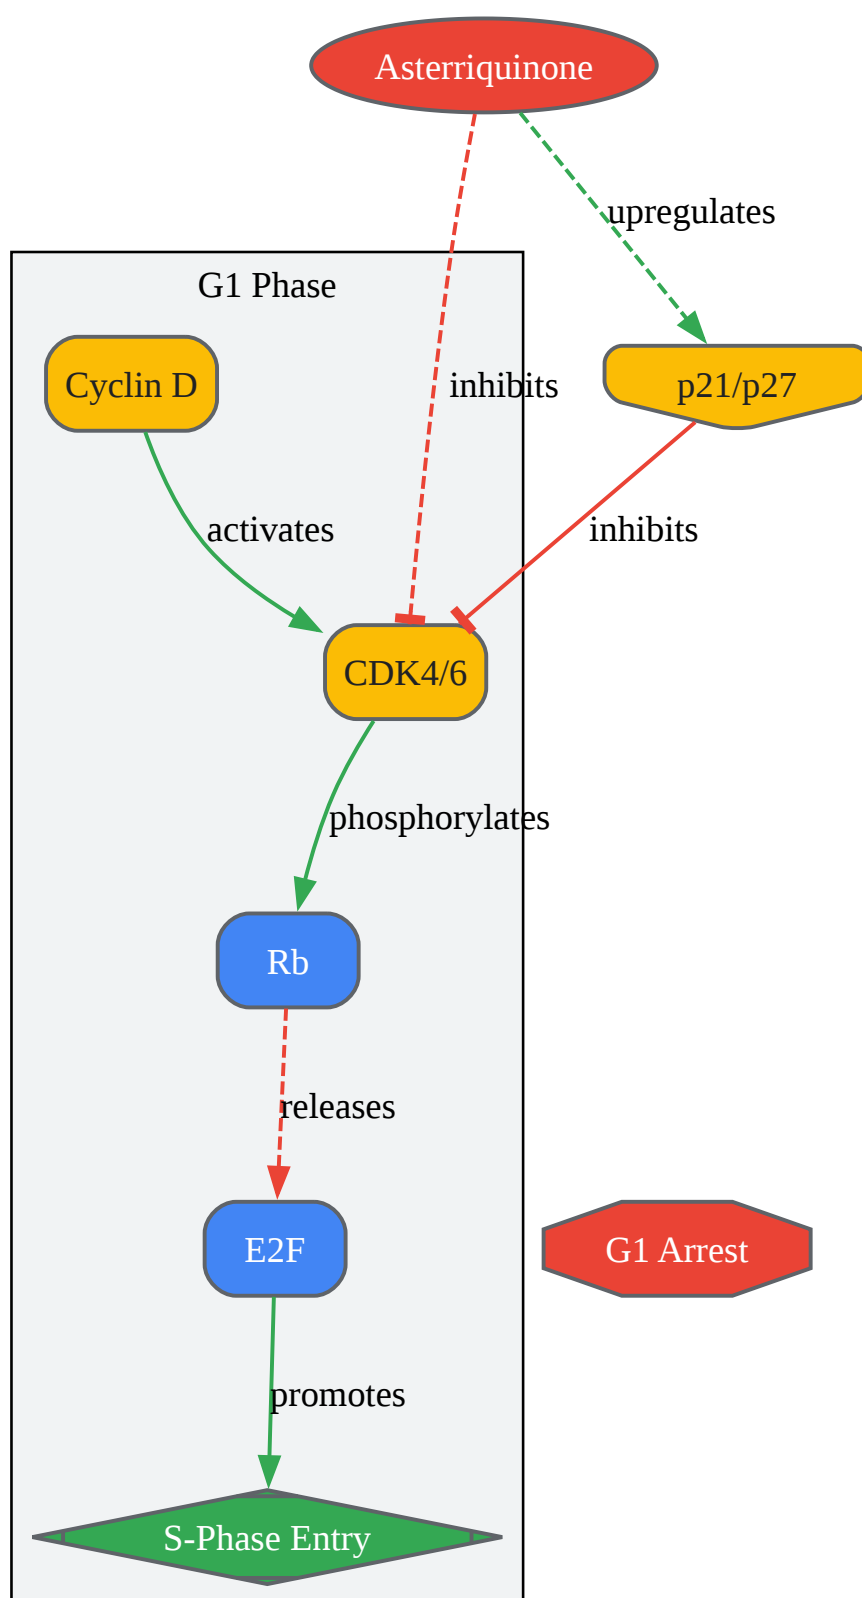 Asterriquinone
upregulates
G1 Phase
Cyclin D
inhibits
p21/p27
activates
inhibits
CDK4/6
phosphorylates
Rb
releases
E2F
G1 Arrest
promotes
S-Phase Entry